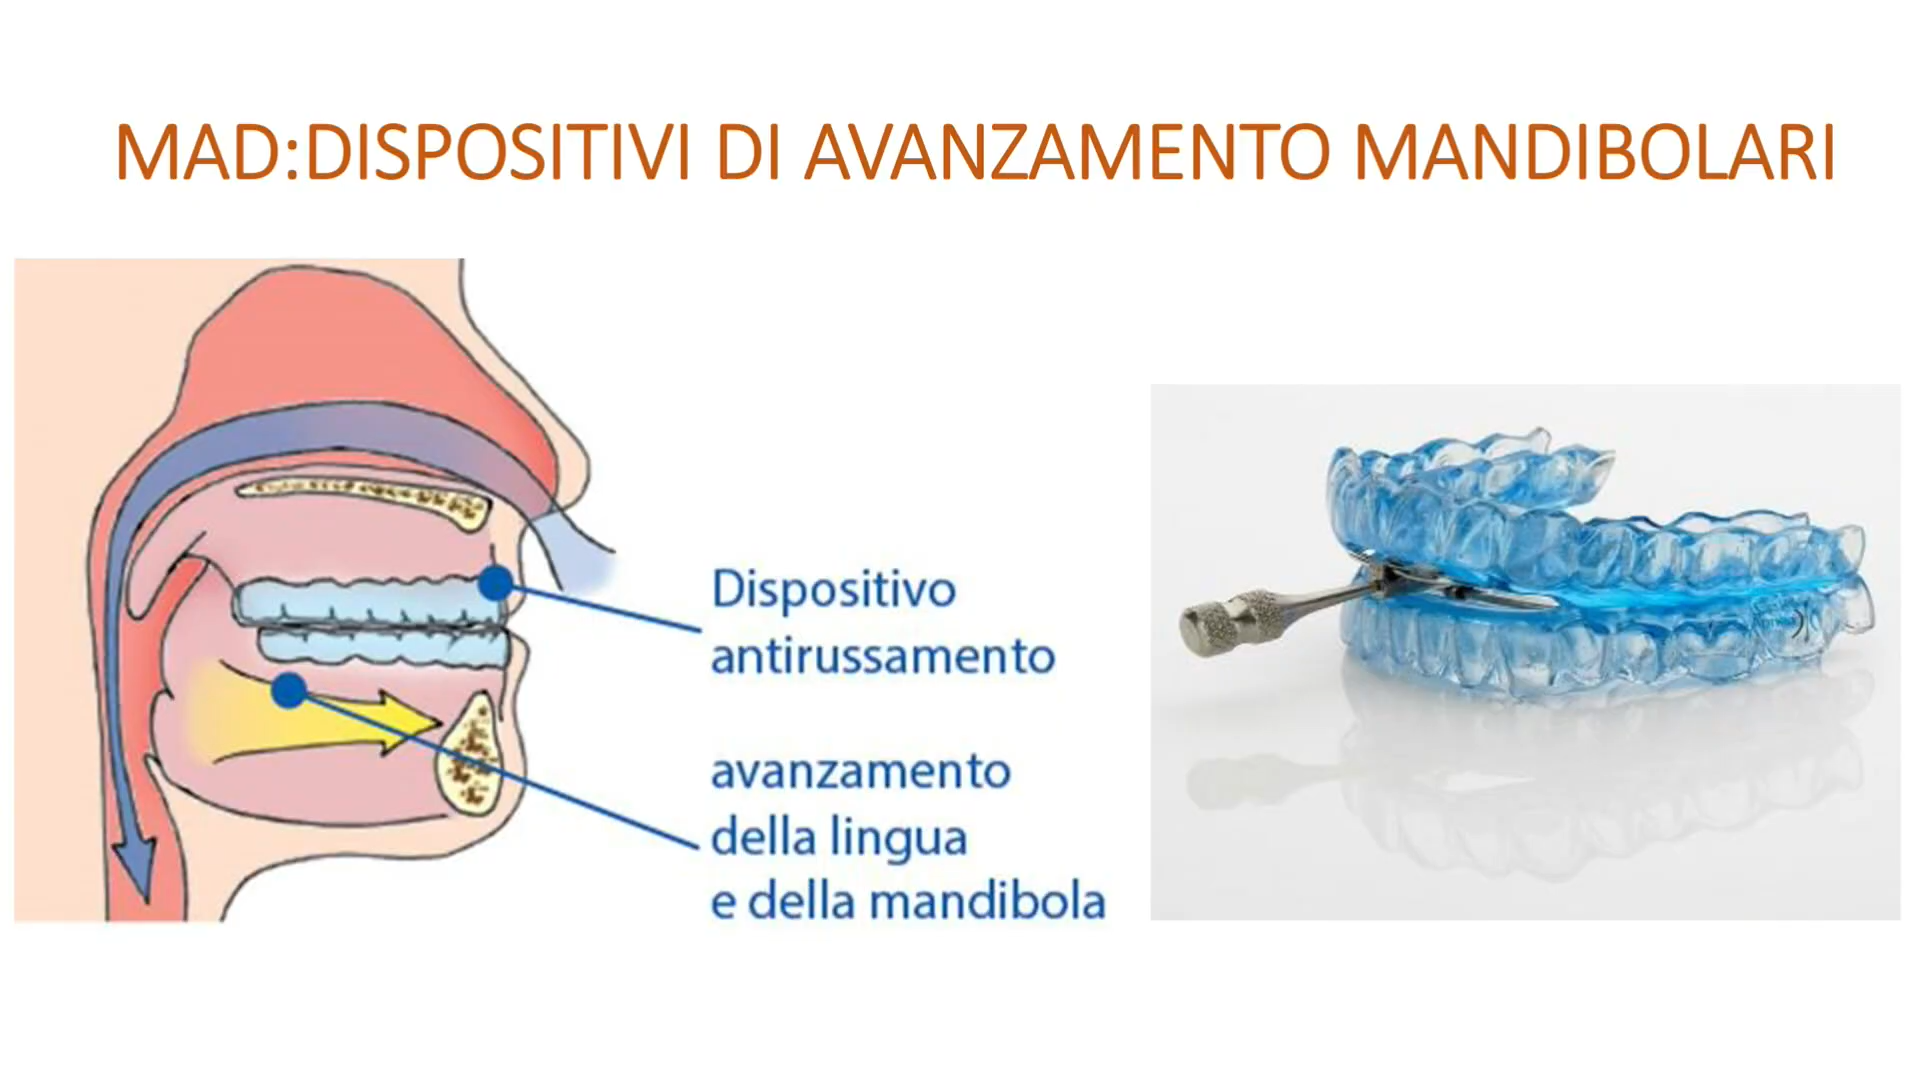 MAD:DISPOSITIVI DI AVANZAMENTO MANDIBOLARI
Dispositivo
antirussamento
avanzamento
della lingua
e della mandibola